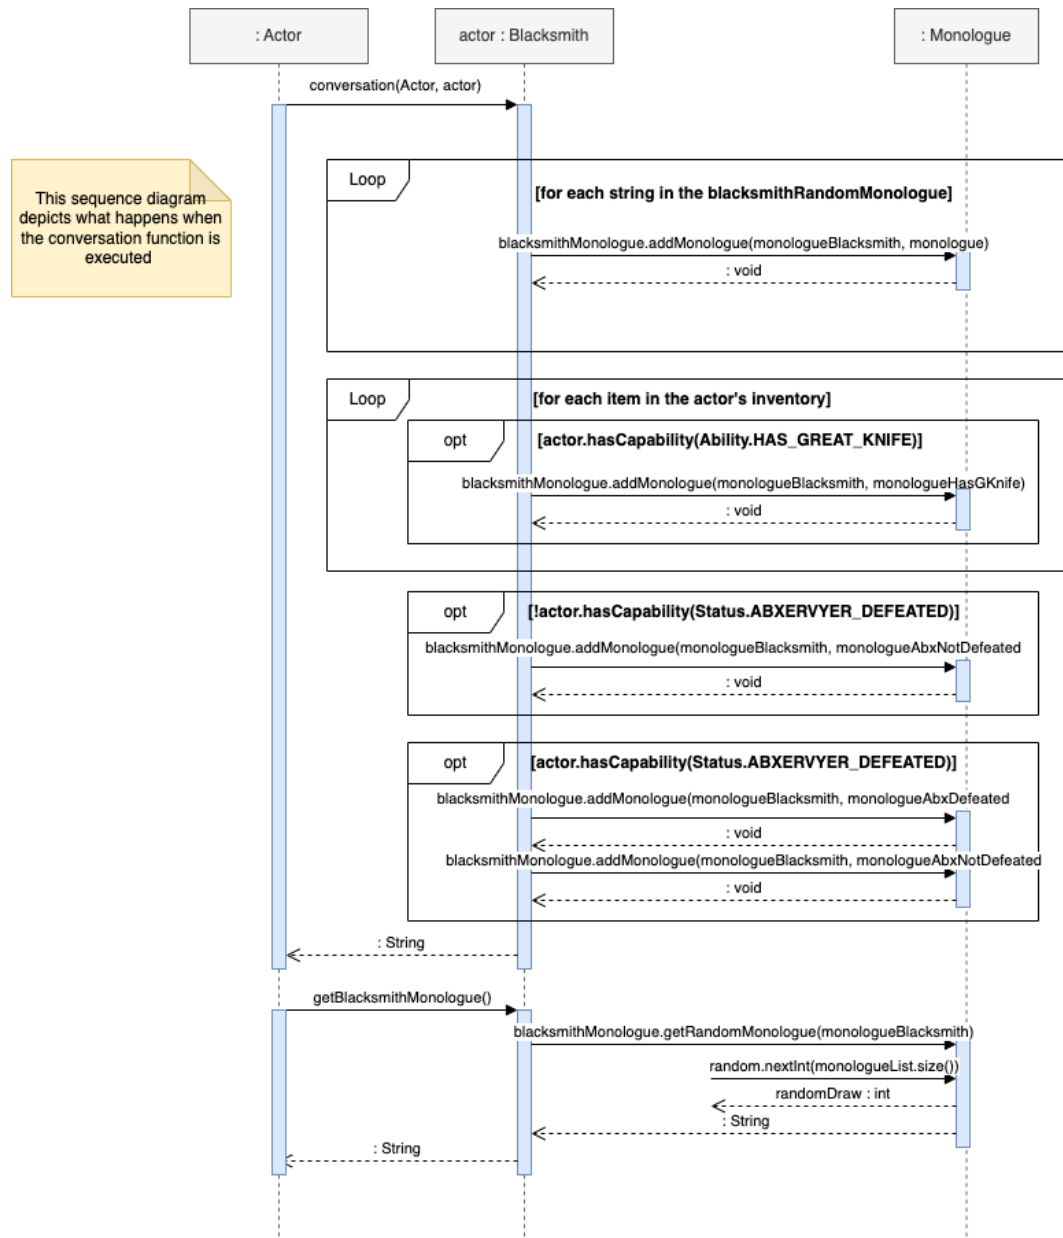 : Actor
actor : Blacksmith
: Monologue
conversation(Actor, actor)
This sequence diagram
depicts what happens when
the conversation function is
executed
Loop
[for each string in the blacksmithRandomMonologue]
blacksmithMonologue.addMonologue(monologueBlacksmith, monologue)
: void
Loop
[for each item in the actor's inventory]
opt
[actor.hasCapability(Ability.HAS_GREAT_KNIFE)]
blacksmithMonologue.addMonologue(monologueBlacksmith, monologueHasGKnife)
: void
opt
[!actor.hasCapability(Status.ABXERVYER_DEFEATED)]
blacksmithMonologue.addMonologue(monologueBlacksmith, monologueAbxNotDefeated
: void
opt
[actor.hasCapability(Status.ABXERVYER_DEFEATED)]
blacksmithMonologue.addMonologue(monologueBlacksmith, monologueAbxDefeated
: void
blacksmithMonologue.addMonologue(monologueBlacksmith, monologueAbxNotDefeated
: void
: String
getBlacksmithMonologue()
blacksmithMonologue.getRandomMonologue(monologueBlacksmith)
random.nextInt(monologueList.size())
randomDraw : int
: String
: String